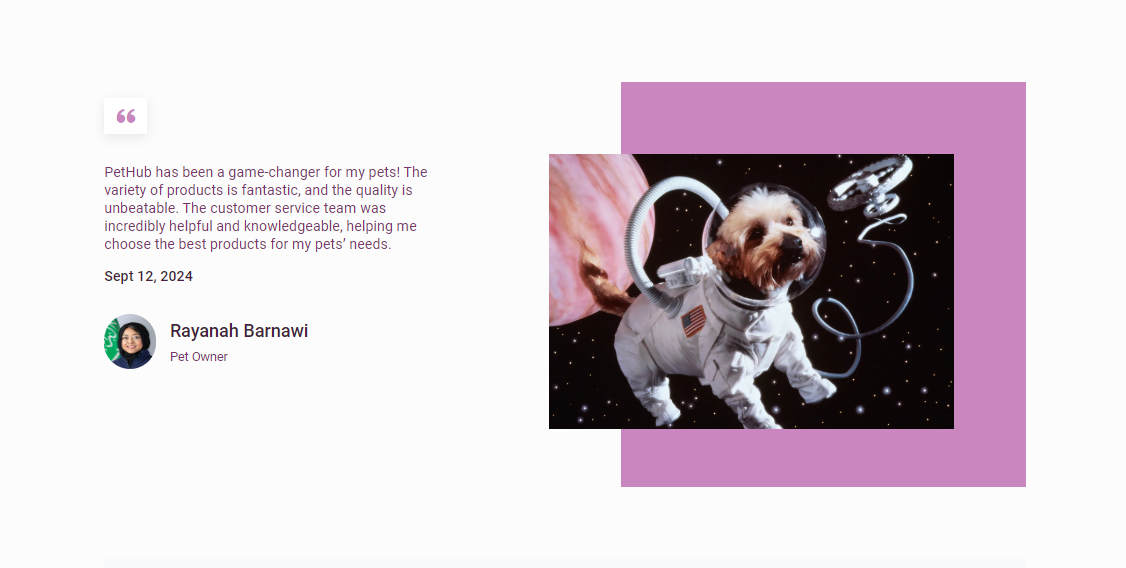 “
PetHub has been a game-changer for my pets! The
variety of products is fantastic, and the quality is
unbeatable. The customer service team was
incredibly helpful and knowledgeable, helping me
choose the best products for my pets’ needs.
Sept 12, 2024
Rayanah Barnawi
Pet Owner